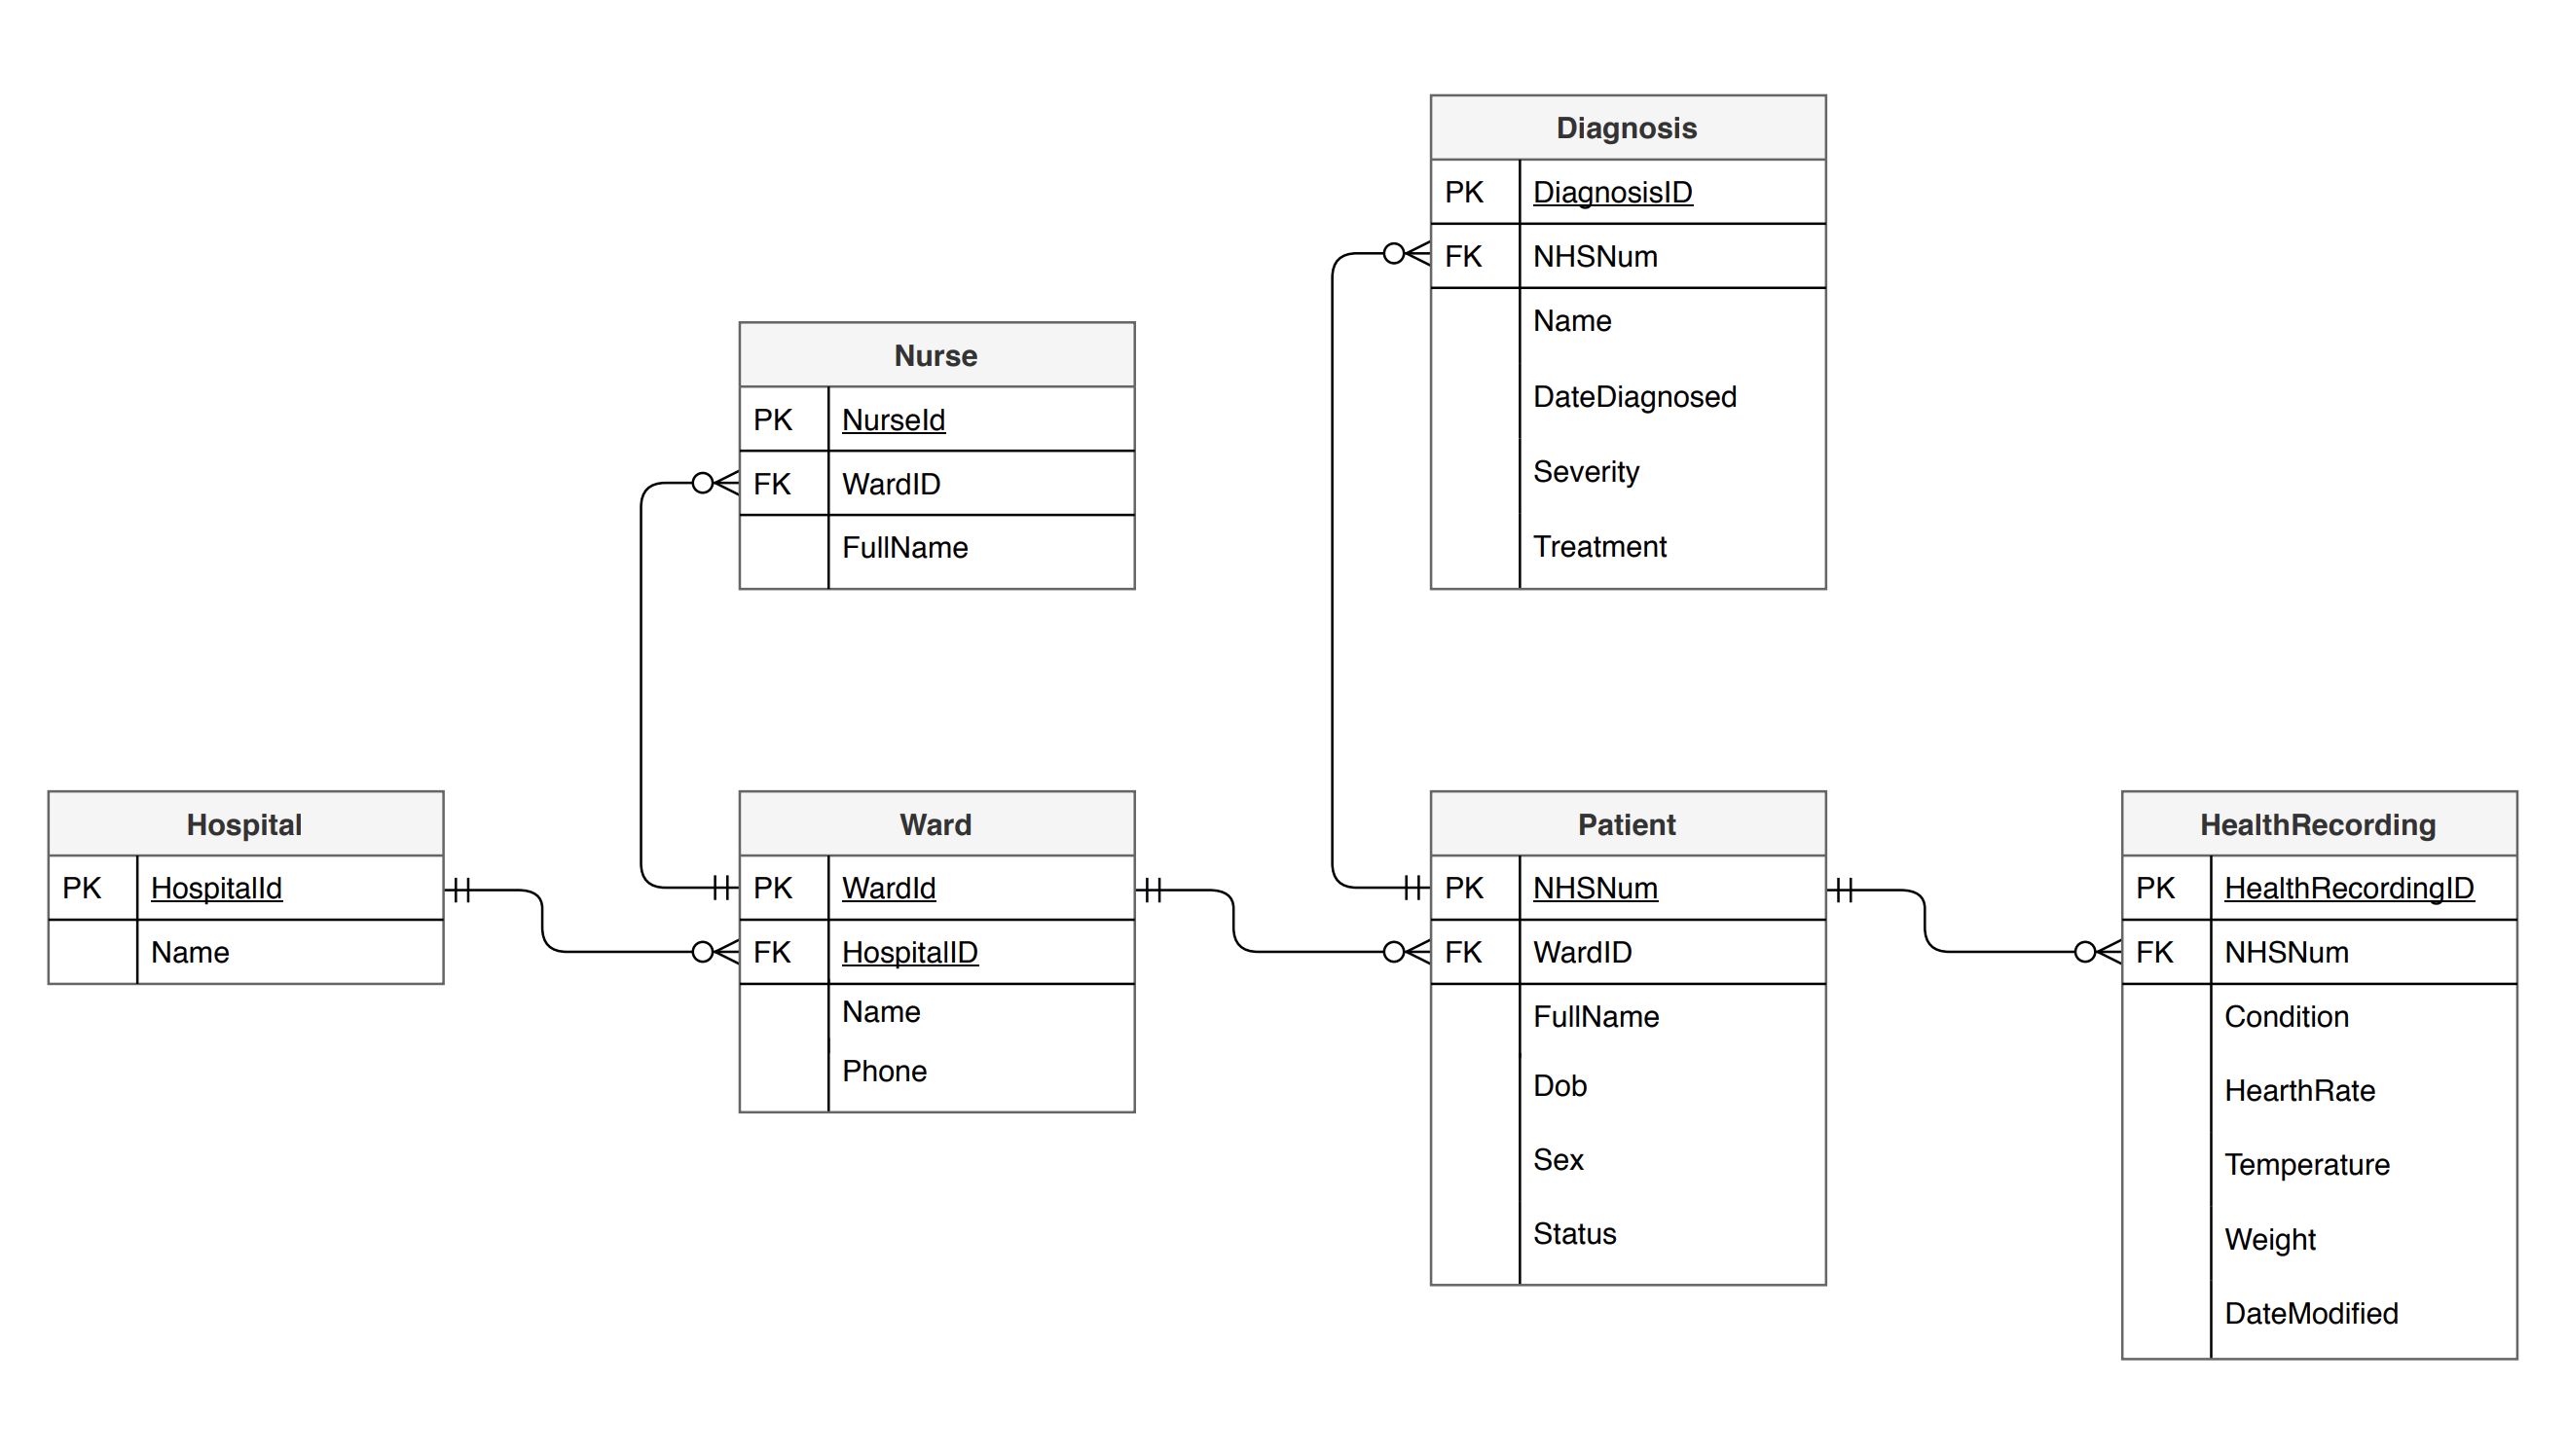 Diagnosis
PK DiagnosisID
FK NHSNum
Name
DateDiagnosed
Severity
Treatment
Nurse
PK NurseId
FK WardID
FullName
Hospital
PK HospitalId
Name
Ward
PK WardId
FK HospitalID
Name
Phone
Patient
PK NHSNum
FK WardID
FullName
Dob
Sex
Status
HealthRecording
PK HealthRecordingID
FK NHSNum
Condition
HearthRate
Temperature
Weight
DateModified